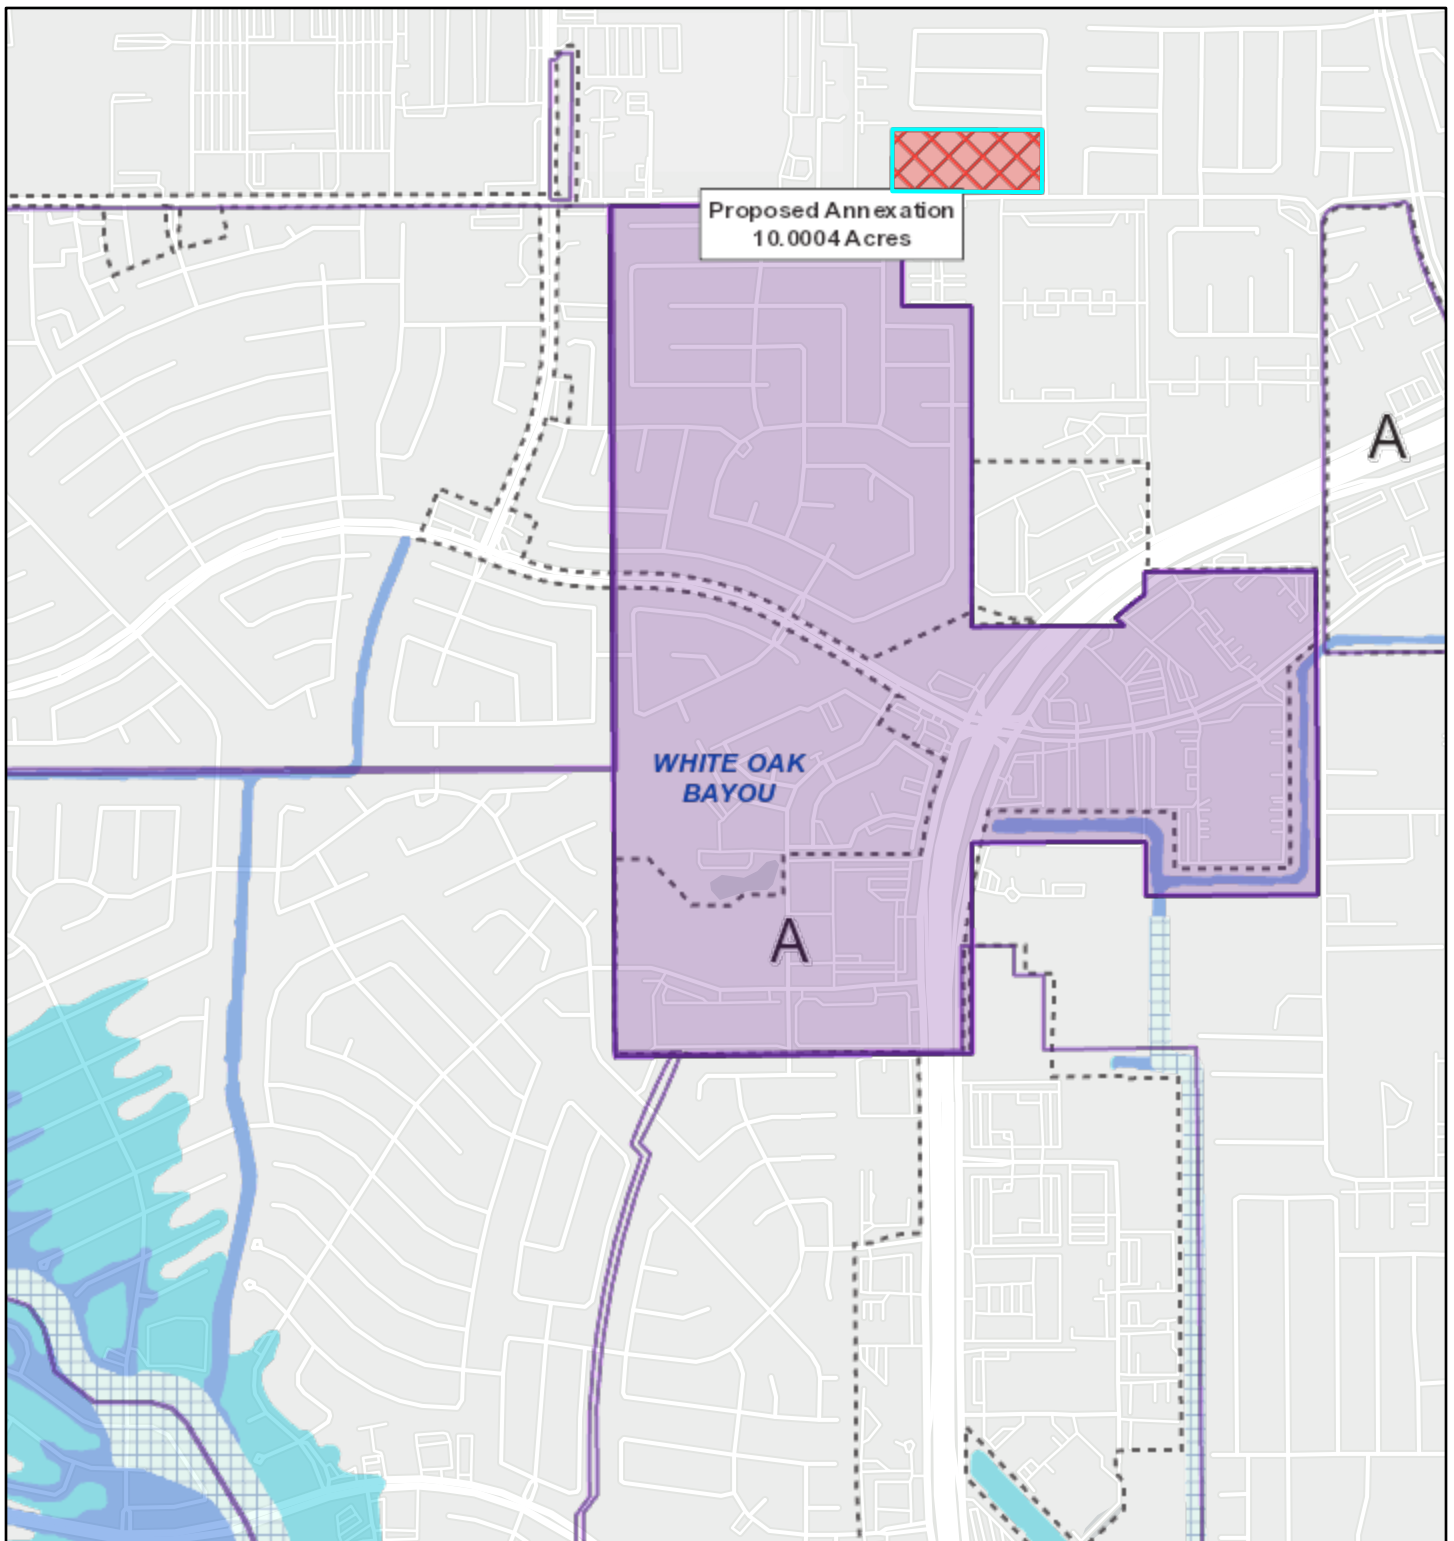 Proposed Annexation
10.0004 Acres
A
WHITE OAK
BAYOU
A